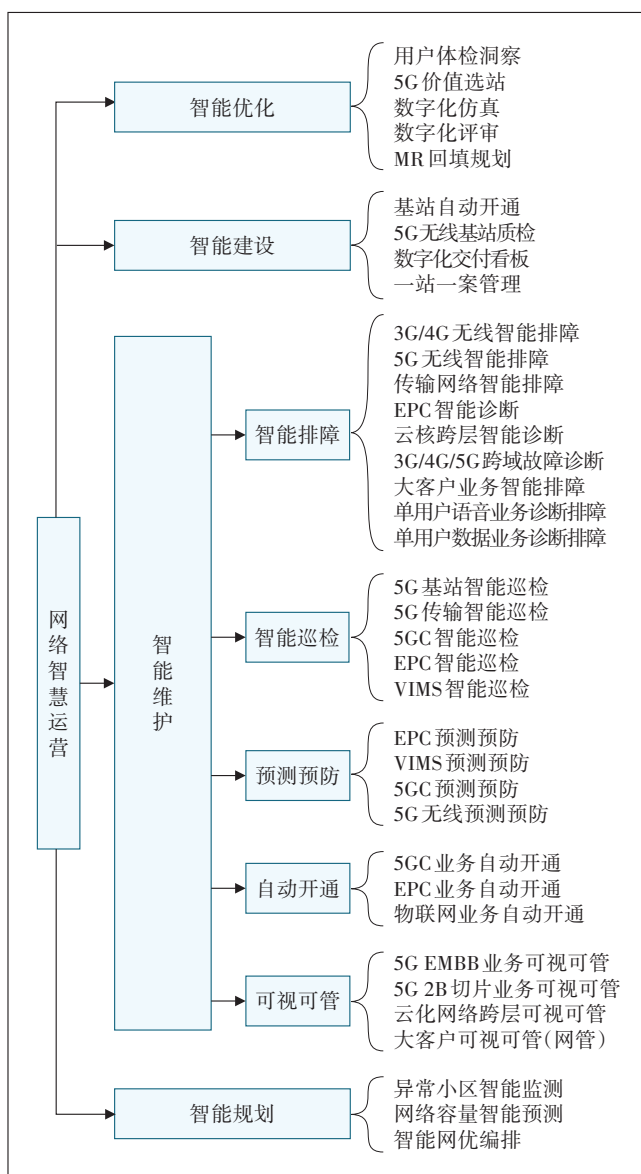 智能优化
用户体检洞察
5G价值选站
数字化仿真
数字化评审
MR回填规划
智能建设
基站自动开通
5G无线基站质检
数字化交付看板
一站一案管理
网络智慧运营
智能维护
智能排障
3G/4G无线智能排障
5G无线智能排障
传输网络智能排障
EPC智能诊断
云核跨层智能诊断
3G/4G/5G跨域故障诊断
大客户业务智能排障
单用户语音业务诊断排障
单用户数据业务诊断排障
智能巡检
5G基站智能巡检
5G传输智能巡检
5GC智能巡检
EPC智能巡检
VIMS智能巡检
预测预防
EPC预测预防
VIMS预测预防
5GC预测预防
5G无线预测预防
自动开通
5GC业务自动开通
EPC业务自动开通
物联网业务自动开通
可视可管
5G EMBB业务可视可管
5G 2B切片业务可视可管
云化网络跨层可视可管
大客户可视可管(网管)
智能规划
异常小区智能监测
网络容量智能预测
智能网优编排